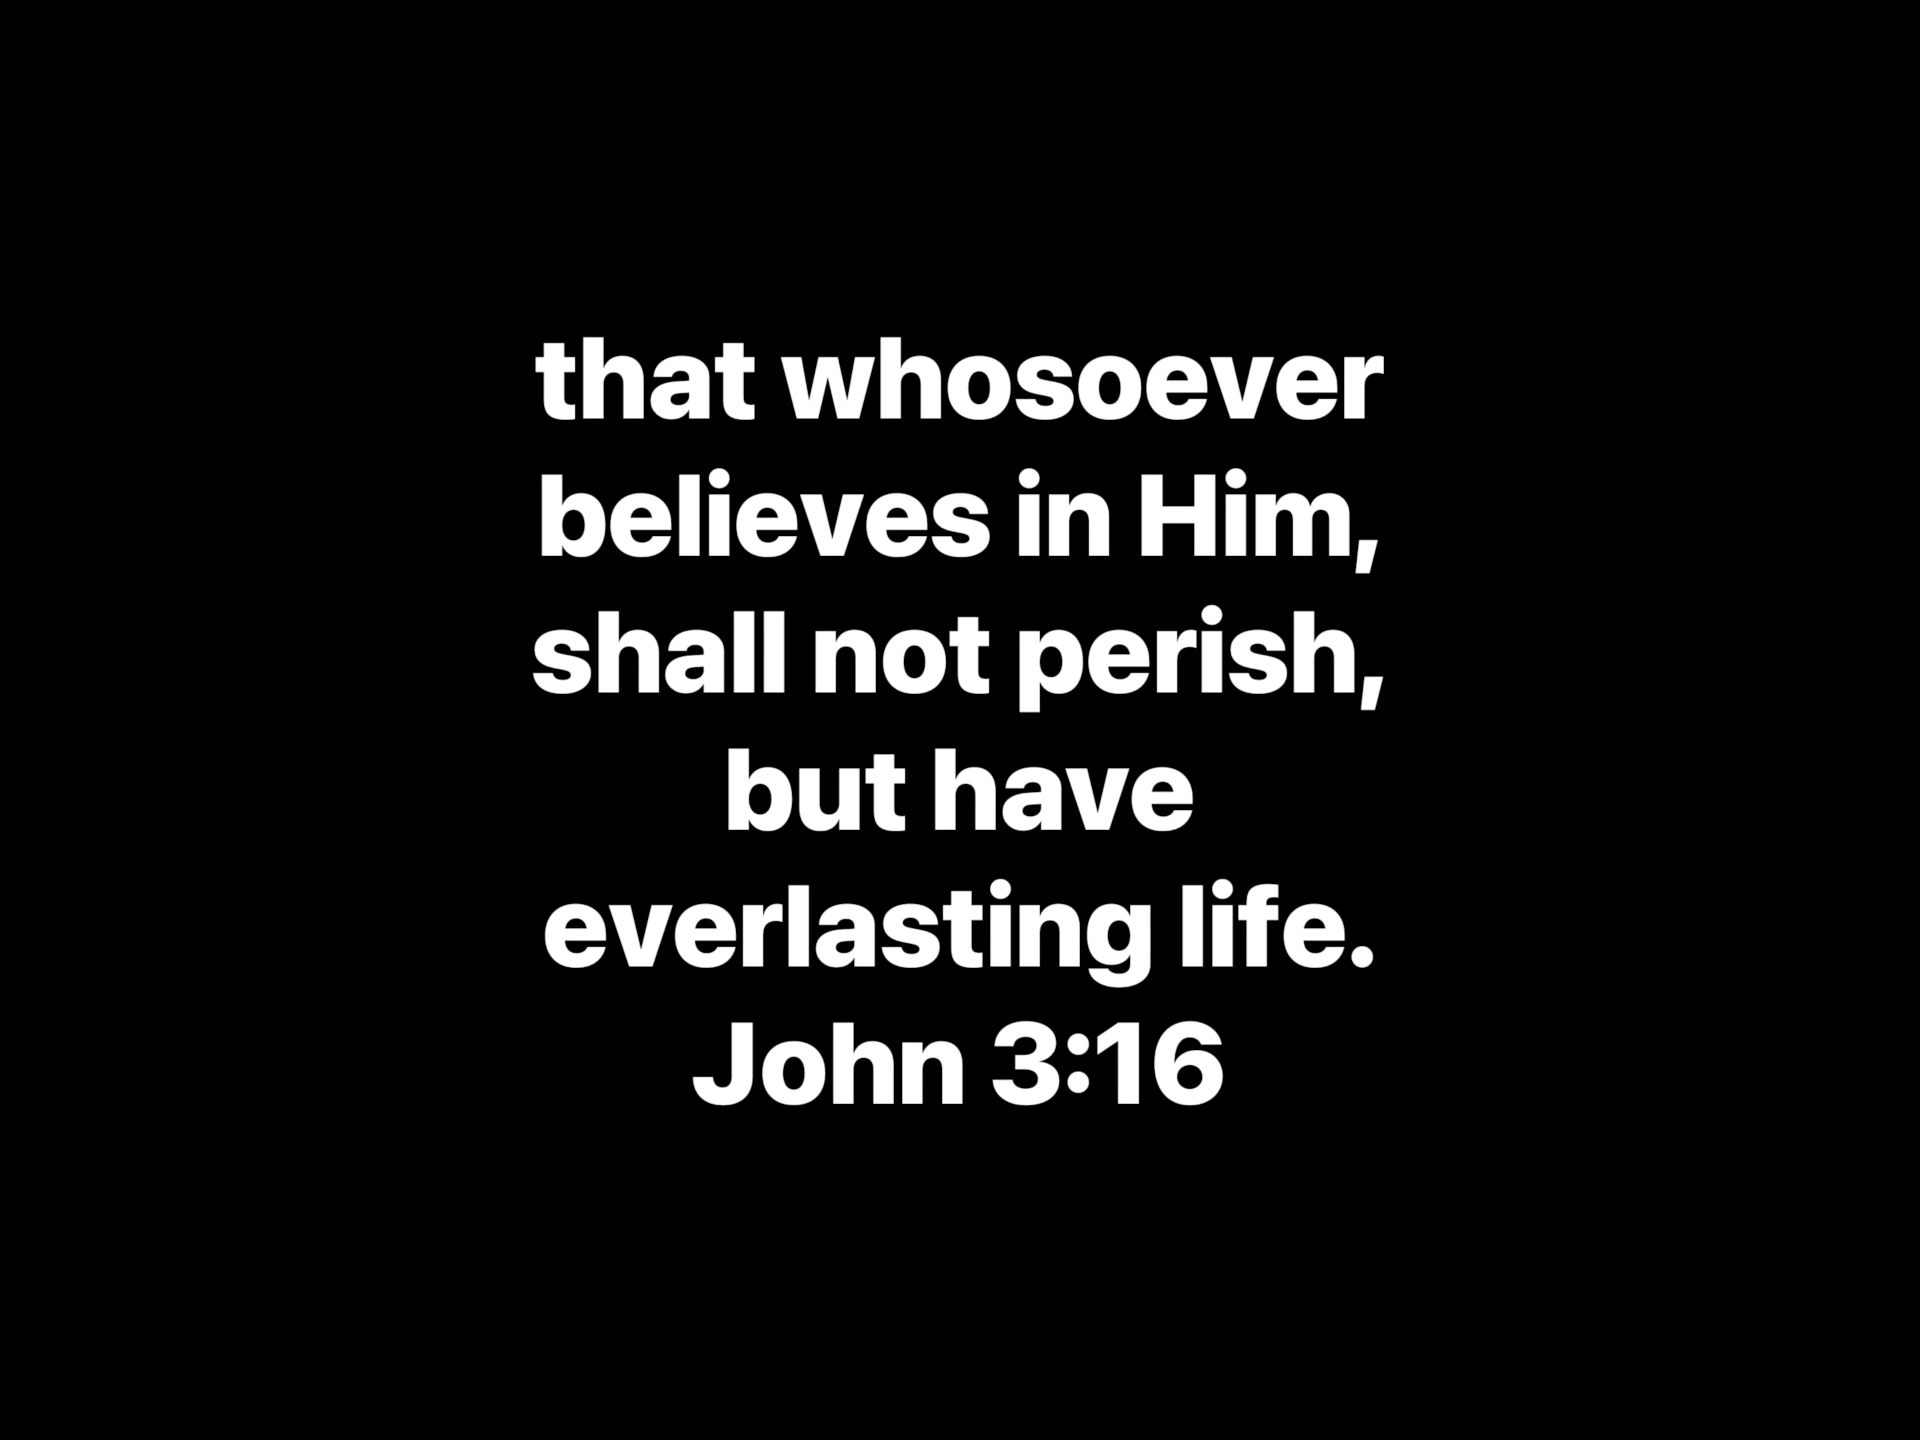 that whosoever
believes in Him,
shall not perish,
but have
everlasting life.
John 3:16